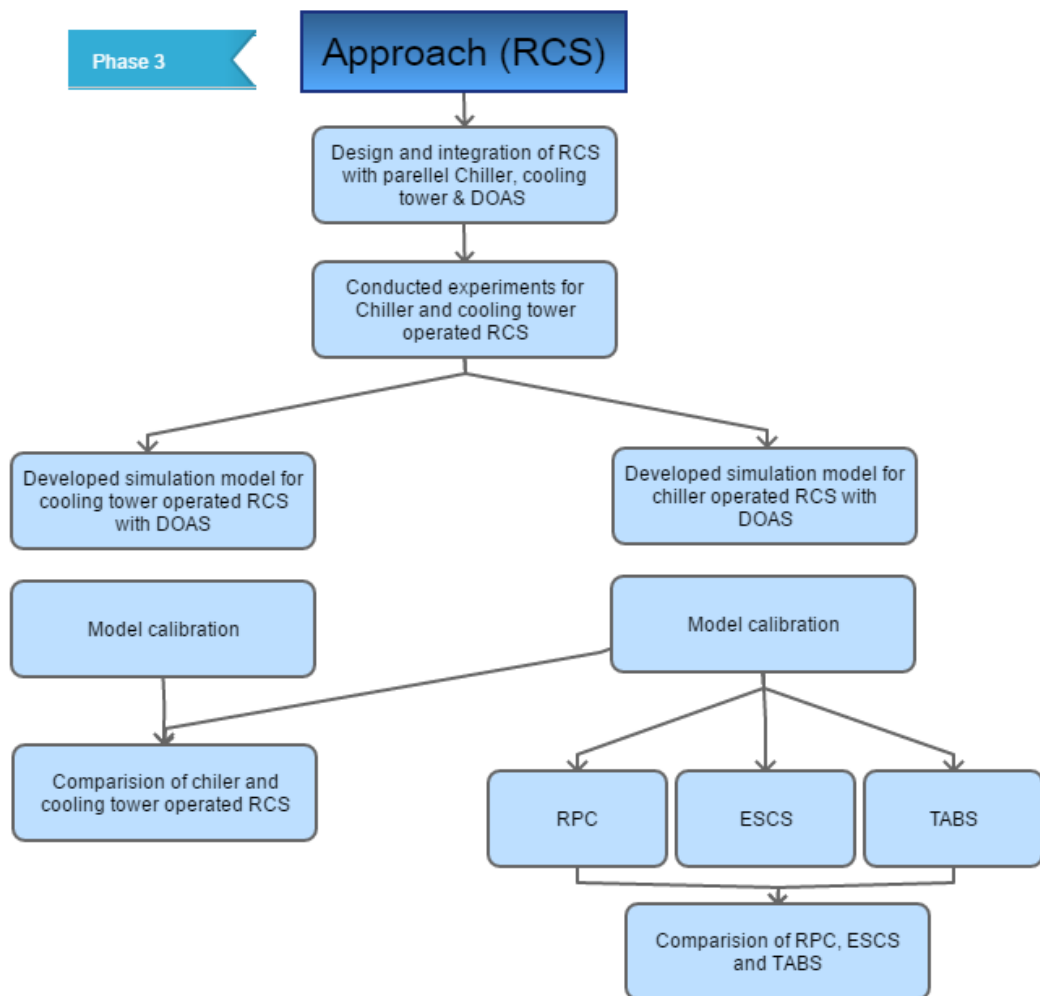 Phase 3
Approach (RCS)
Design and integration of RCS
with parellel Chiller, cooling
tower & DOAS
Conducted experiments for
Chiller and cooling tower
operated RCS
Developed simulation model for
cooling tower operated RCS
with DOAS
Developed simulation model for
chiller operated RCS with
DOAS
Model calibration
Model calibration
Comparision of chiler and
cooling tower operated RCS
RPC
ESCS
TABS
Comparision of RPC, ESCS
and TABS